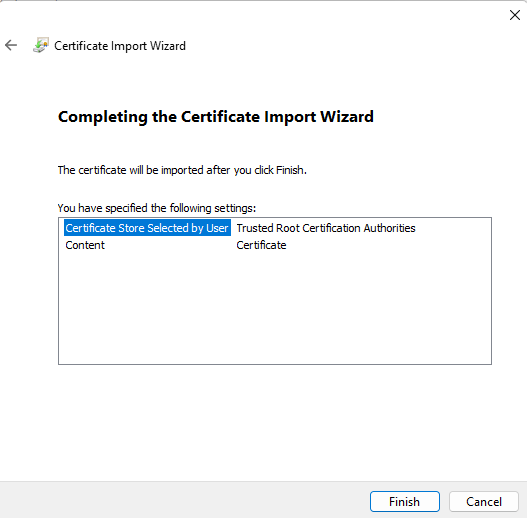 Certificate Import Wizard
Completing the Certificate Import Wizard
The certificate will be imported after you click Finish.
You have specified the following settings:
Certificate Store Selected by User Trusted Root Certification Authorities
Content Certificate
Finish Cancel